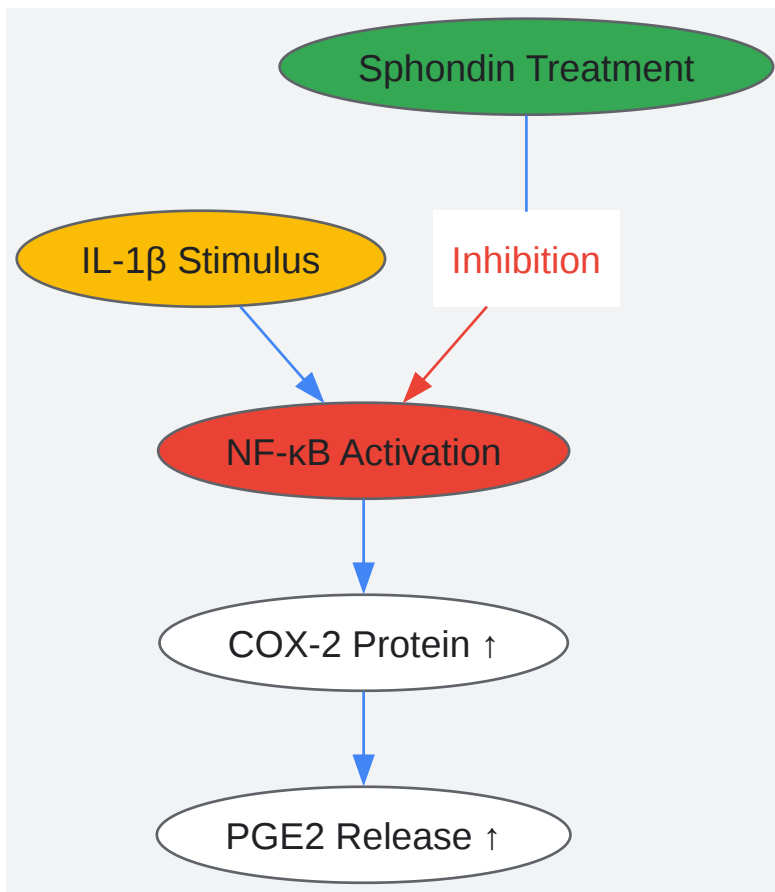 Sphondin Treatment
IL-1β Stimulus
Inhibition
NF-κB Activation
COX-2 Protein ↑
PGE2 Release ↑